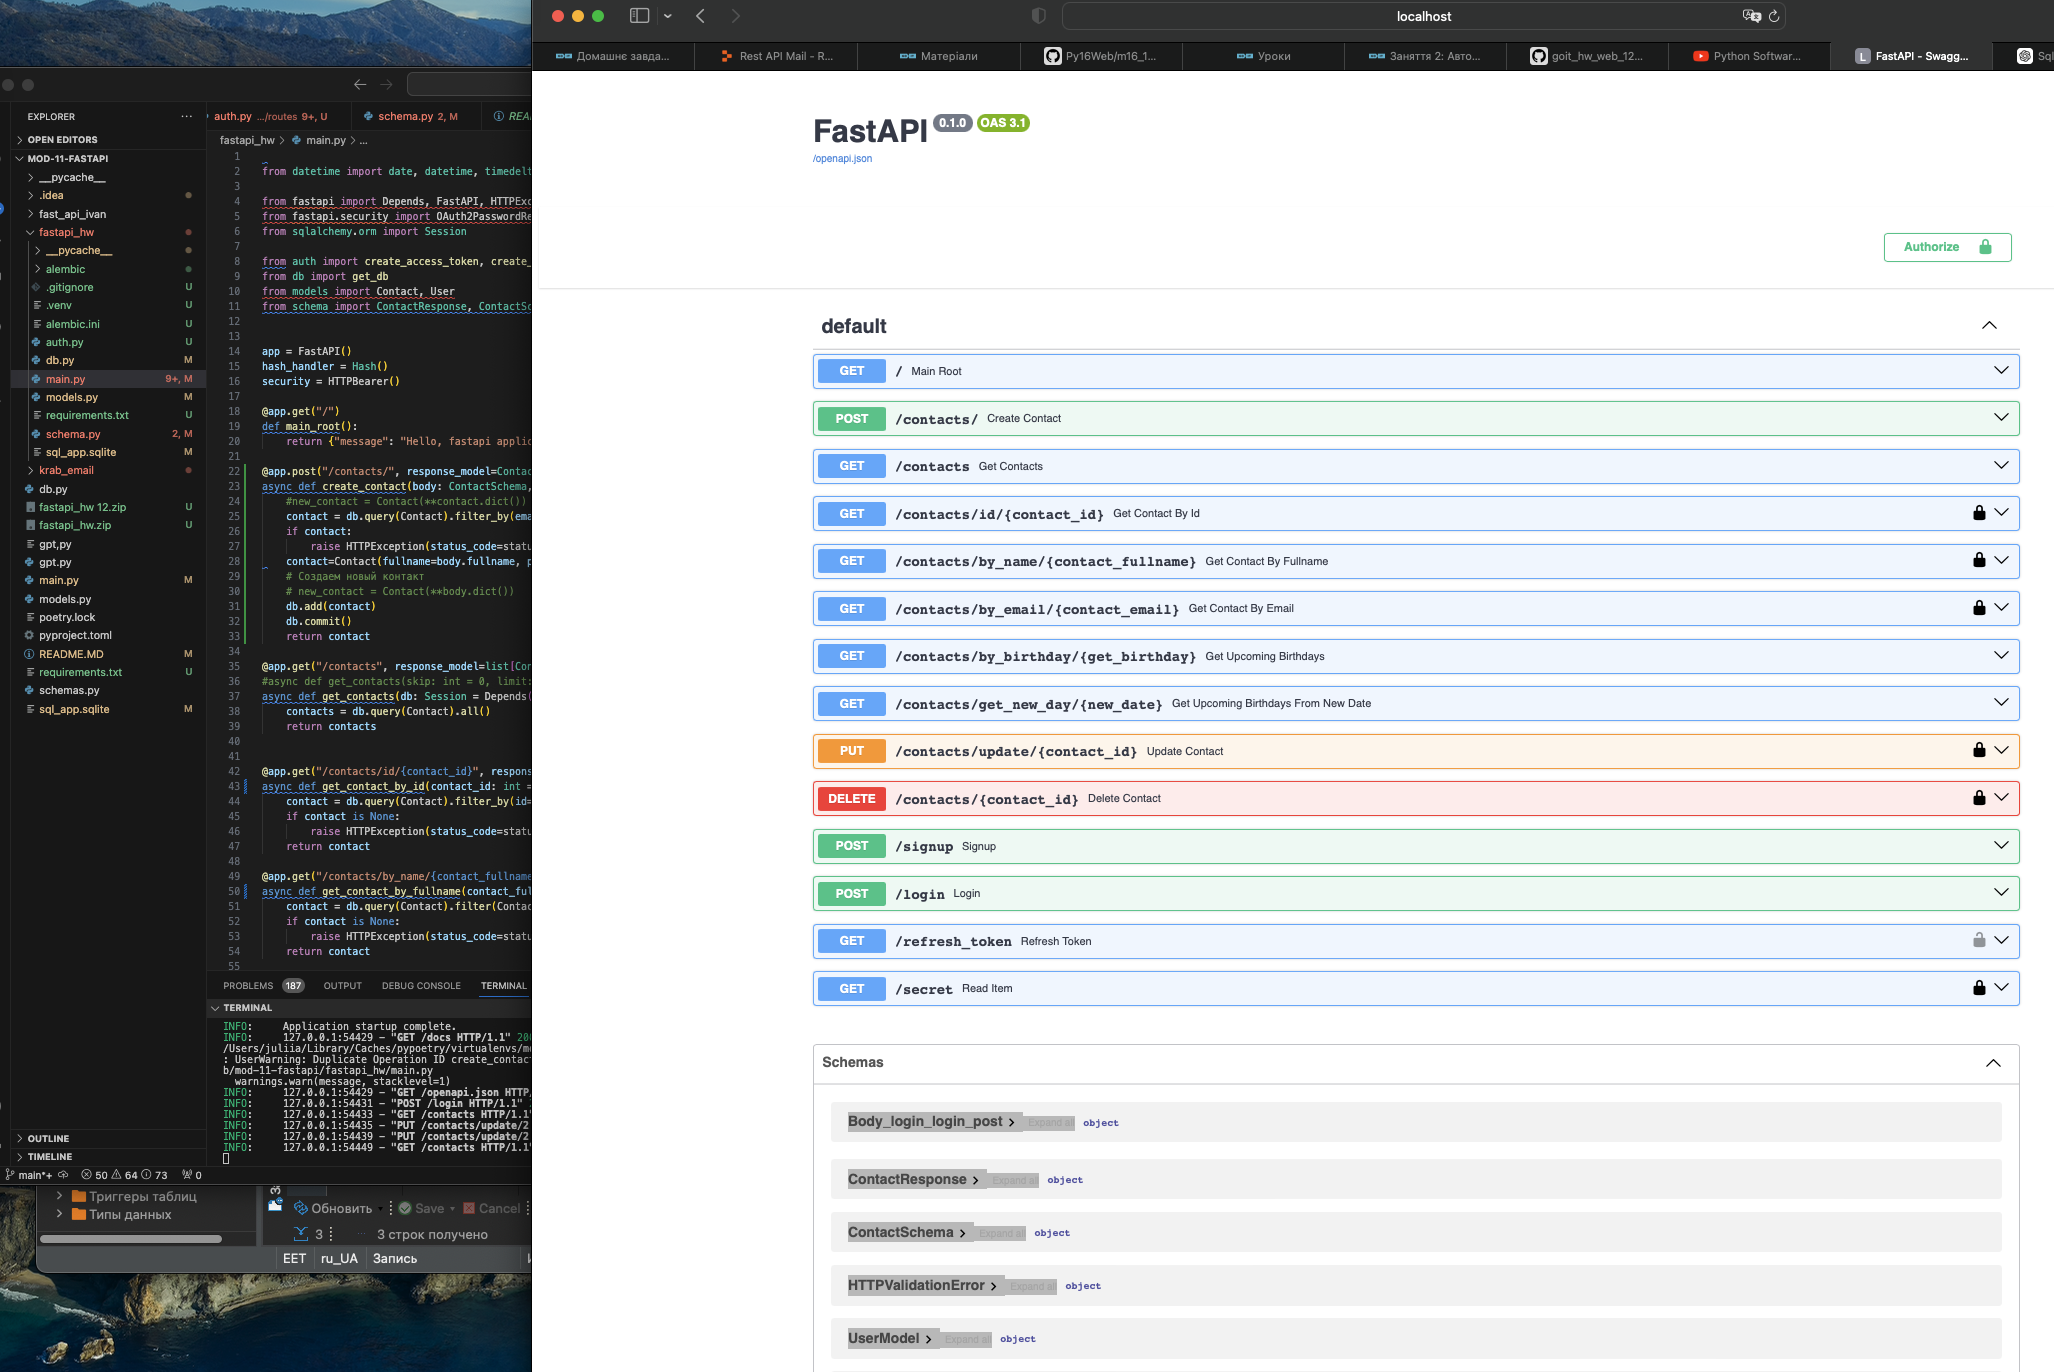 localhost
Домашнє завда...
Rest API Mail - R...
Матеріали
Py16Web/m16_1...
Уроки
Заняття 2: Авто...
goit_hw_web_12...
Python Softwar...
L FastAPI - Swagg...
EXPLORER
OPEN EDITORS
MOD-11-FASTAPI
__pycache__
.idea
fast_api_ivan
fastapi_hw
__pycache__
alembic
.gitignore U
.venv U
alembic.ini U
auth.py U
db.py M
main.py 9+, M
models.py M
requirements.txt U
schema.py 2, M
sql_app.sqlite M
krab_email
db.py
fastapi_hw 12.zip U
fastapi_hw.zip U
gpt,py
gpt.py
main.py M
models.py
poetry.lock
pyproject.toml
README.MD M
requirements.txt U
schemas.py
sql_app.sqlite M
OUTLINE
TIMELINE
main*+ 50 64 73 0
auth.py .../routes 9+, U
schema.py 2, M
REA
fastapi_hw > main.py > ...
1
2 from datetime import date, datetime, timedelt
3
4 from fastapi import Depends, FastAPI, HTTPExc
5 from fastapi.security import OAuth2PasswordRe
6 from sqlalchemy.orm import Session
7
8 from auth import create_access_token, create_
9 from db import get_db
10 from models import Contact, User
11 from schema import ContactResponse, ContactSc
12
13
14 app = FastAPI()
15 hash_handler = Hash()
16 security = HTTPBearer()
17
18 @app.get("/")
19 def main_root():
20 return {"message": "Hello, fastapi applic
21
22 @app.post("/contacts/", response_model=Contac
23 async def create_contact(body: ContactSchema,
24 #new_contact = Contact(**contact.dict())
25 contact = db.query(Contact).filter_by(ema
26 if contact:
27 raise HTTPException(status_code=statu
28 contact=Contact(fullname=body.fullname, p
29 # Создаем новый контакт
30 # new_contact = Contact(**body.dict())
31 db.add(contact)
32 db.commit()
33 return contact
34
35 @app.get("/contacts", response_model=list[Con
36 #async def get_contacts(skip: int = 0, limit:
37 async def get_contacts(db: Session = Depends(
38 contacts = db.query(Contact).all()
39 return contacts
40
41
42 @app.get("/contacts/id/{contact_id}", respons
43 async def get_contact_by_id(contact_id: int =
44 contact = db.query(Contact).filter_by(id=
45 if contact is None:
46 raise HTTPException(status_code=statu
47 return contact
48
49 @app.get("/contacts/by_name/{contact_fullname
50 async def get_contact_by_fullname(contact_ful
51 contact = db.query(Contact).filter(Contac
52 if contact is None:
53 raise HTTPException(status_code=statu
54 return contact
55
PROBLEMS 187 OUTPUT DEBUG CONSOLE TERMINAL
TERMINAL
INFO: Application startup complete.
INFO: 127.0.0.1:54429 - "GET /docs HTTP/1.1" 200
/Users/juliia/Library/Caches/pypoetry/virtualenvs/mo
: UserWarning: Duplicate Operation ID create_contact
b/mod-11-fastapi/fastapi_hw/main.py
warnings.warn(message, stacklevel=1)
INFO: 127.0.0.1:54429 - "GET /openapi.json HTTP/
INFO: 127.0.0.1:54431 - "POST /login HTTP/1.1"
INFO: 127.0.0.1:54433 - "GET /contacts HTTP/1.1"
INFO: 127.0.0.1:54435 - "PUT /contacts/update/2
INFO: 127.0.0.1:54439 - "PUT /contacts/update/2
INFO: 127.0.0.1:54449 - "GET /contacts HTTP/1.1"
Триггеры таблиц
Типы данных
Обновить Save Cancel
3 3 строк получено
EET ru_UA Запись
FastAPI 0.1.0 OAS 3.1
/openapi.json
Authorize
default
GET / Main Root
POST /contacts/ Create Contact
GET /contacts Get Contacts
GET /contacts/id/{contact_id} Get Contact By Id
GET /contacts/by_name/{contact_fullname} Get Contact By Fullname
GET /contacts/by_email/{contact_email} Get Contact By Email
GET /contacts/by_birthday/{get_birthday} Get Upcoming Birthdays
GET /contacts/get_new_day/{new_date} Get Upcoming Birthdays From New Date
PUT /contacts/update/{contact_id} Update Contact
DELETE /contacts/{contact_id} Delete Contact
POST /signup Signup
POST /login Login
GET /refresh_token Refresh Token
GET /secret Read Item
Schemas
Body_login_login_post > Expand all object
ContactResponse > Expand all object
ContactSchema > Expand all object
HTTPValidationError > Expand all object
UserModel > Expand all object